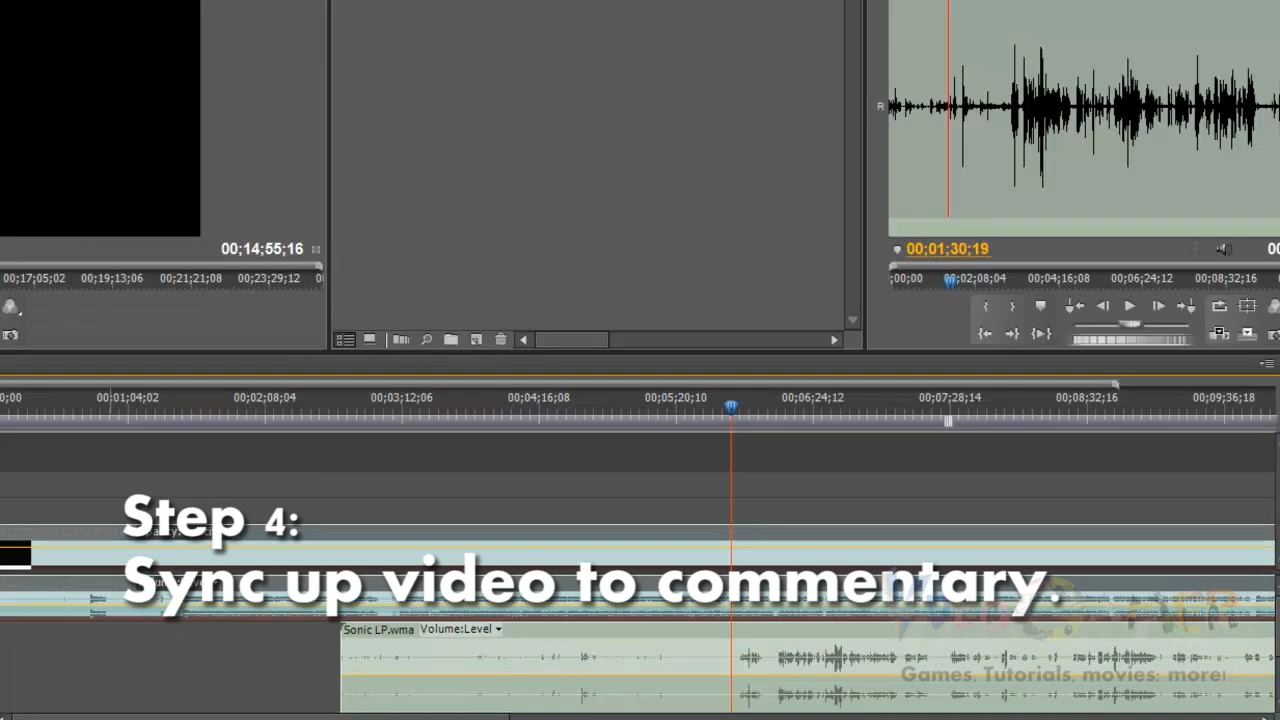 R
00;14;55;16
00;01;30;19
00;17;05;02 00;19;13;06 00;21;21;08 00;23;29;12
;00;00 00;02;08;04 00;04;16;08 00;06;24;12 00;08;32;16
0;00 00;01;04;02 00;02;08;04 00;03;12;06 00;04;16;08 00;05;20;10 00;06;24;12 00;07;28;14 00;08;32;16 00;09;36;18
Step 4:
Sync up video to commentary.
Sonic LP.wma Volume:Level
Games, Tutorials, movies; more!